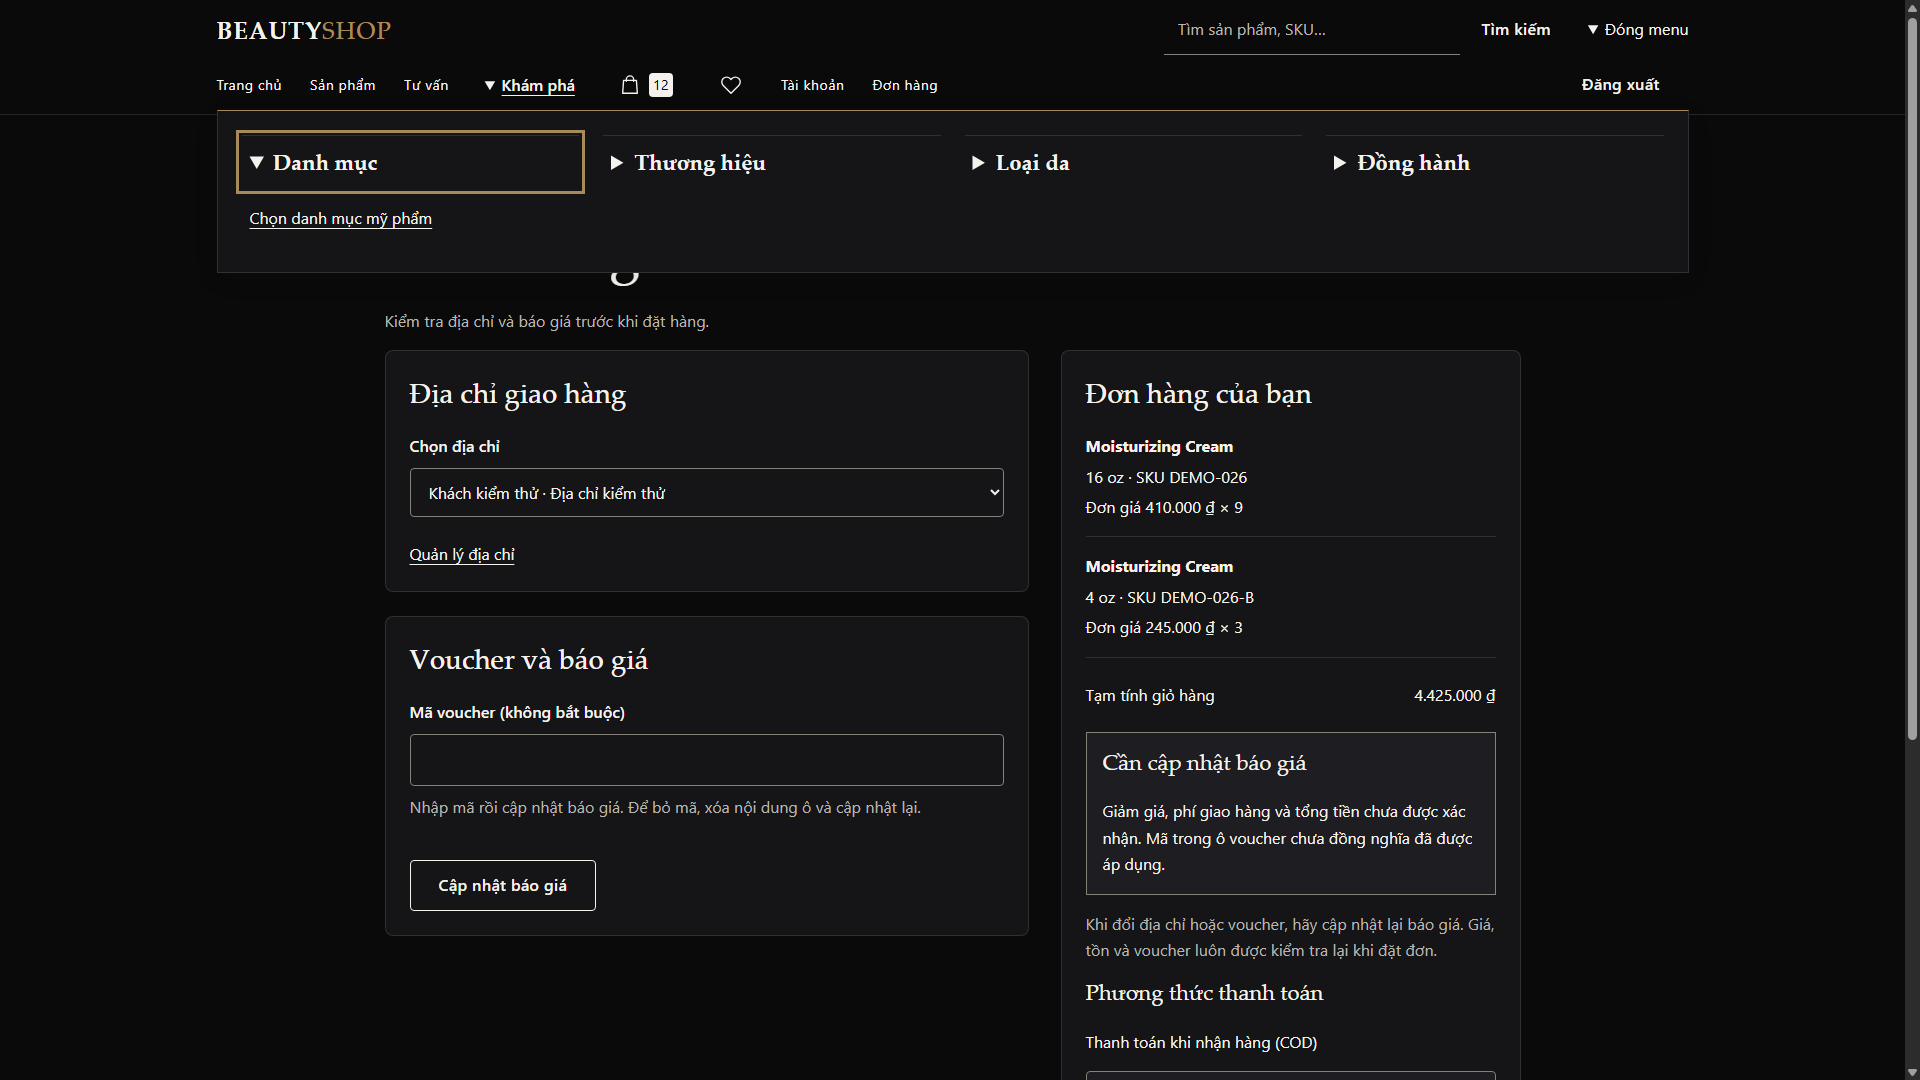 BEAUTYSHOP
Tìm sản phẩm, SKU...
Tìm kiếm
▼ Đóng menu
Trang chủ
Sản phẩm
Tư vấn
▼ Khám phá
12
Tài khoản
Đơn hàng
Đăng xuất
▼ Danh mục
▶ Thương hiệu
▶ Loại da
▶ Đồng hành
Chọn danh mục mỹ phẩm
Kiểm tra địa chỉ và báo giá trước khi đặt hàng.
Địa chỉ giao hàng
Chọn địa chỉ
Khách kiểm thử · Địa chỉ kiểm thử
Quản lý địa chỉ
Voucher và báo giá
Mã voucher (không bắt buộc)
Nhập mã rồi cập nhật báo giá. Để bỏ mã, xóa nội dung ô và cập nhật lại.
Cập nhật báo giá
Đơn hàng của bạn
Moisturizing Cream
16 oz · SKU DEMO-026
Đơn giá 410.000 ₫ × 9
Moisturizing Cream
4 oz · SKU DEMO-026-B
Đơn giá 245.000 ₫ × 3
Tạm tính giỏ hàng
4.425.000 ₫
Cần cập nhật báo giá
Giảm giá, phí giao hàng và tổng tiền chưa được xác
nhận. Mã trong ô voucher chưa đồng nghĩa đã được
áp dụng.
Khi đổi địa chỉ hoặc voucher, hãy cập nhật lại báo giá. Giá,
tồn và voucher luôn được kiểm tra lại khi đặt đơn.
Phương thức thanh toán
Thanh toán khi nhận hàng (COD)